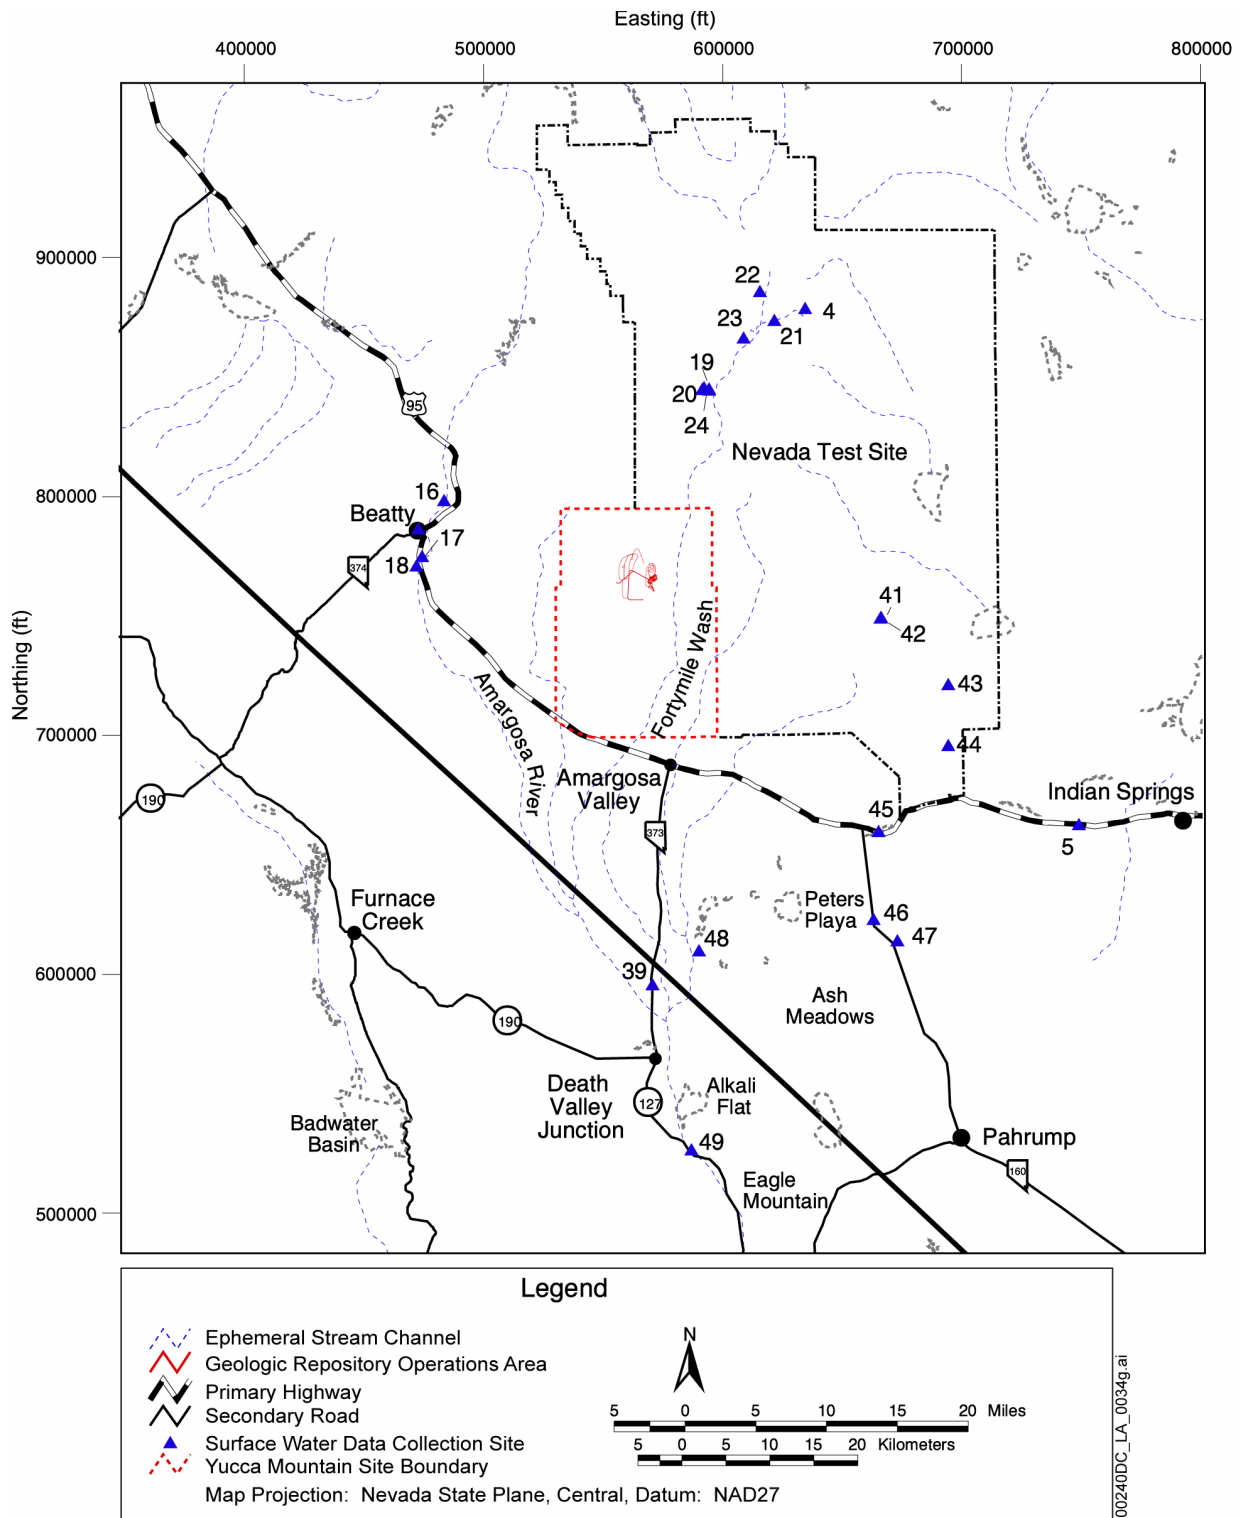 Easting (ft)
400000 500000 600000 700000 800000
Northing (ft)
900000
800000
700000
600000
500000
22
23
4
21
19
20
24
Nevada Test Site
95
16
Beatty
17
18
374
41
42
Fortymile Wash
43
Amargosa River
44
Amargosa
Valley
Indian Springs
190
45
373
5
Furnace
Creek
Peters
Playa
46
47
48
39
Ash
Meadows
190
Death
Valley
Junction
127
Alkali
Flat
Badwater
Basin
49
Pahrump
160
Eagle
Mountain
Legend
Ephemeral Stream Channel
Geologic Repository Operations Area
Primary Highway
Secondary Road
Surface Water Data Collection Site
Yucca Mountain Site Boundary
Map Projection: Nevada State Plane, Central, Datum: NAD27
N
5 0 5 10 15 20 Miles
5 0 5 10 15 20 Kilometers
00240DC_LA_0034g.ai